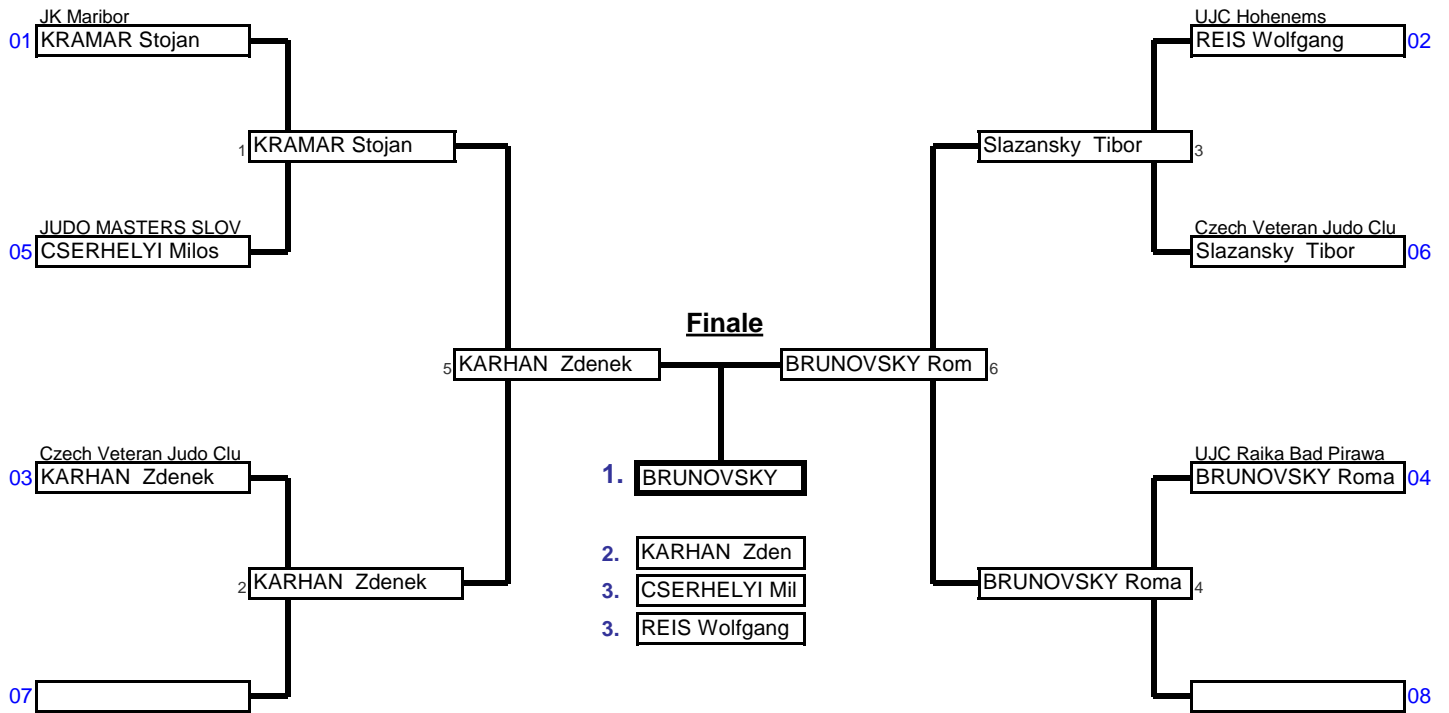 JK Maribor
01 KRAMAR Stojan
UJC Hohenems
REIS Wolfgang 02
1 KRAMAR Stojan
Slazansky  Tibor 3
JUDO MASTERS SLOV
05 CSERHELYI Milos
Czech Veteran Judo Clu
Slazansky  Tibor 06
Finale
5 KARHAN  Zdenek
BRUNOVSKY Rom 6
Czech Veteran Judo Clu
03 KARHAN  Zdenek
1. BRUNOVSKY
UJC Raika Bad Pirawa
BRUNOVSKY Roma 04
2. KARHAN  Zden
2 KARHAN  Zdenek
3. CSERHELYI Mil
BRUNOVSKY Roma 4
3. REIS Wolfgang
07
08